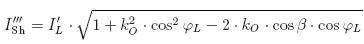 I'''_{Sh} = I'_L · √(1 + k_O^2 · cos^2 φ_L − 2 · k_O · cos β · cos φ_L)